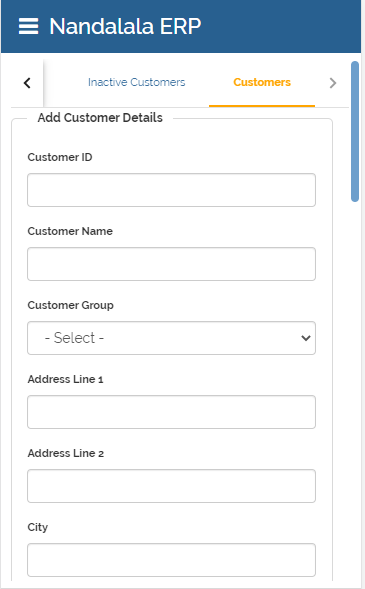 Nandalala ERP
Inactive Customers Customers
Add Customer Details
Customer ID
Customer Name
Customer Group
- Select -
Address Line 1
Address Line 2
City